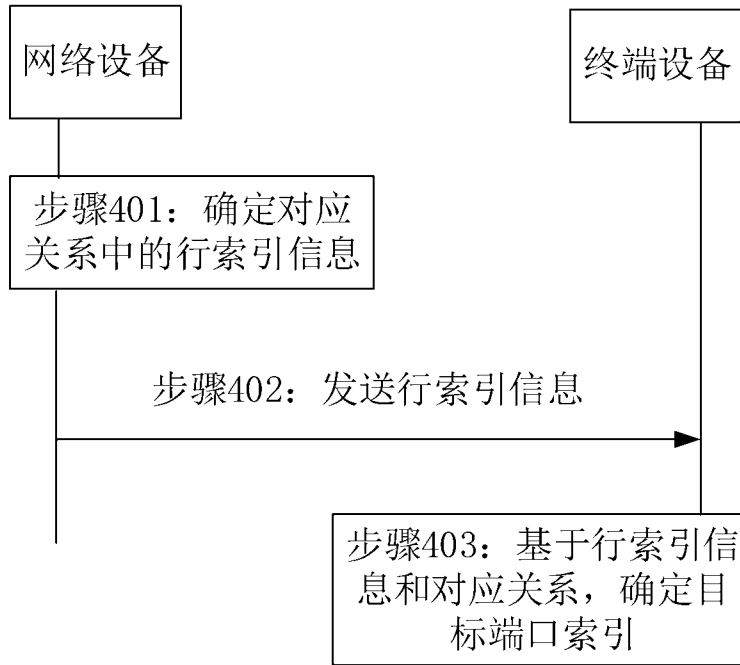 网络设备
终端设备
步骤401：确定对应
关系中的行索引信息
步骤402：发送行索引信息
步骤403：基于行索引信
息和对应关系，确定目
标端口索引